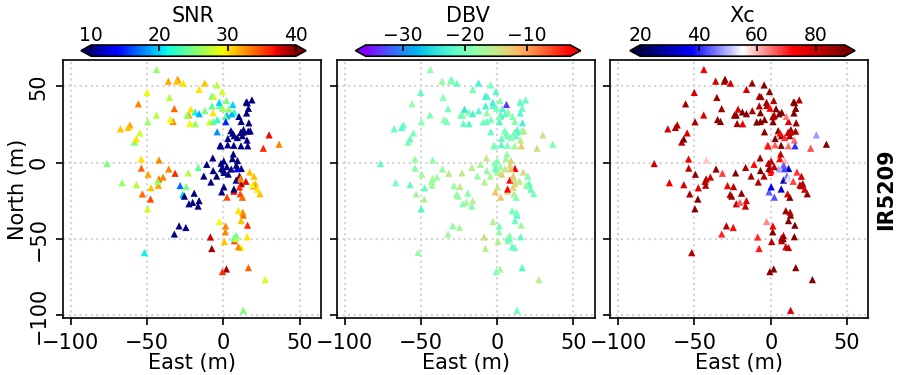 SNR DBV Xc
10 20 30 40 −30 −20 −10 20 40 60 80
50
0
−50
−100
North (m)
−100 −50 0 50 −100 −50 0 50 −100 −50 0 50
East (m) East (m) East (m)
IR5209